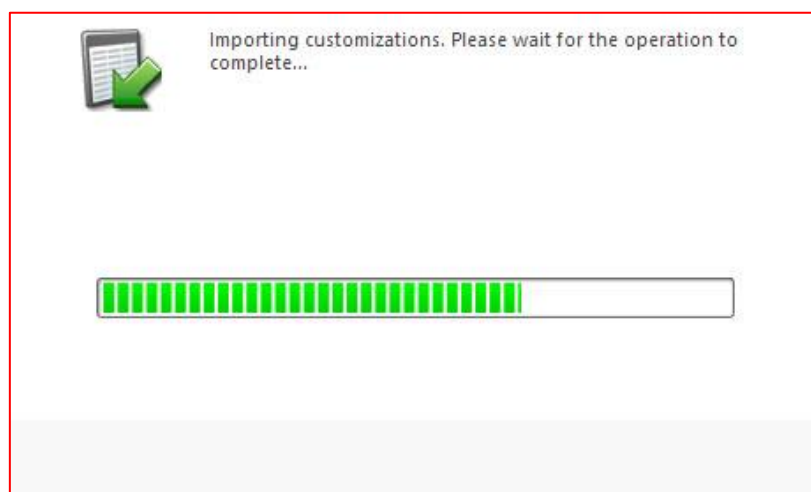 Importing customizations. Please wait for the operation to
complete...